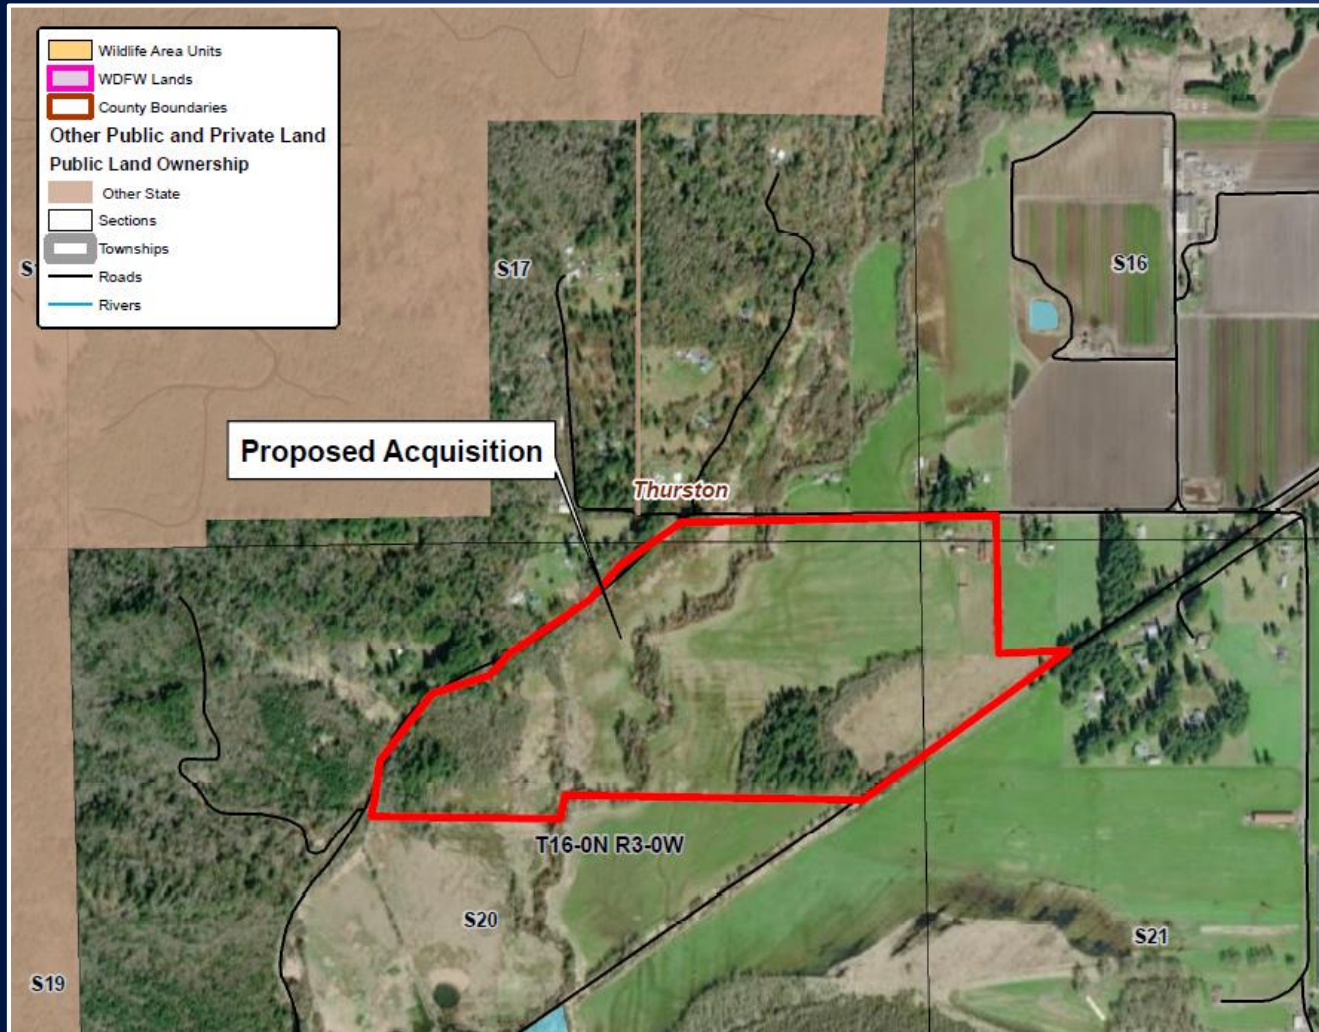 Wildlife Area Units
WDFW Lands
County Boundaries
Other Public and Private Land
Public Land Ownership
Other State
Sections
Townships
Roads
Rivers
S17
S16
Proposed Acquisition
Thurston
T16-0N R3-0W
S20
S21
S19